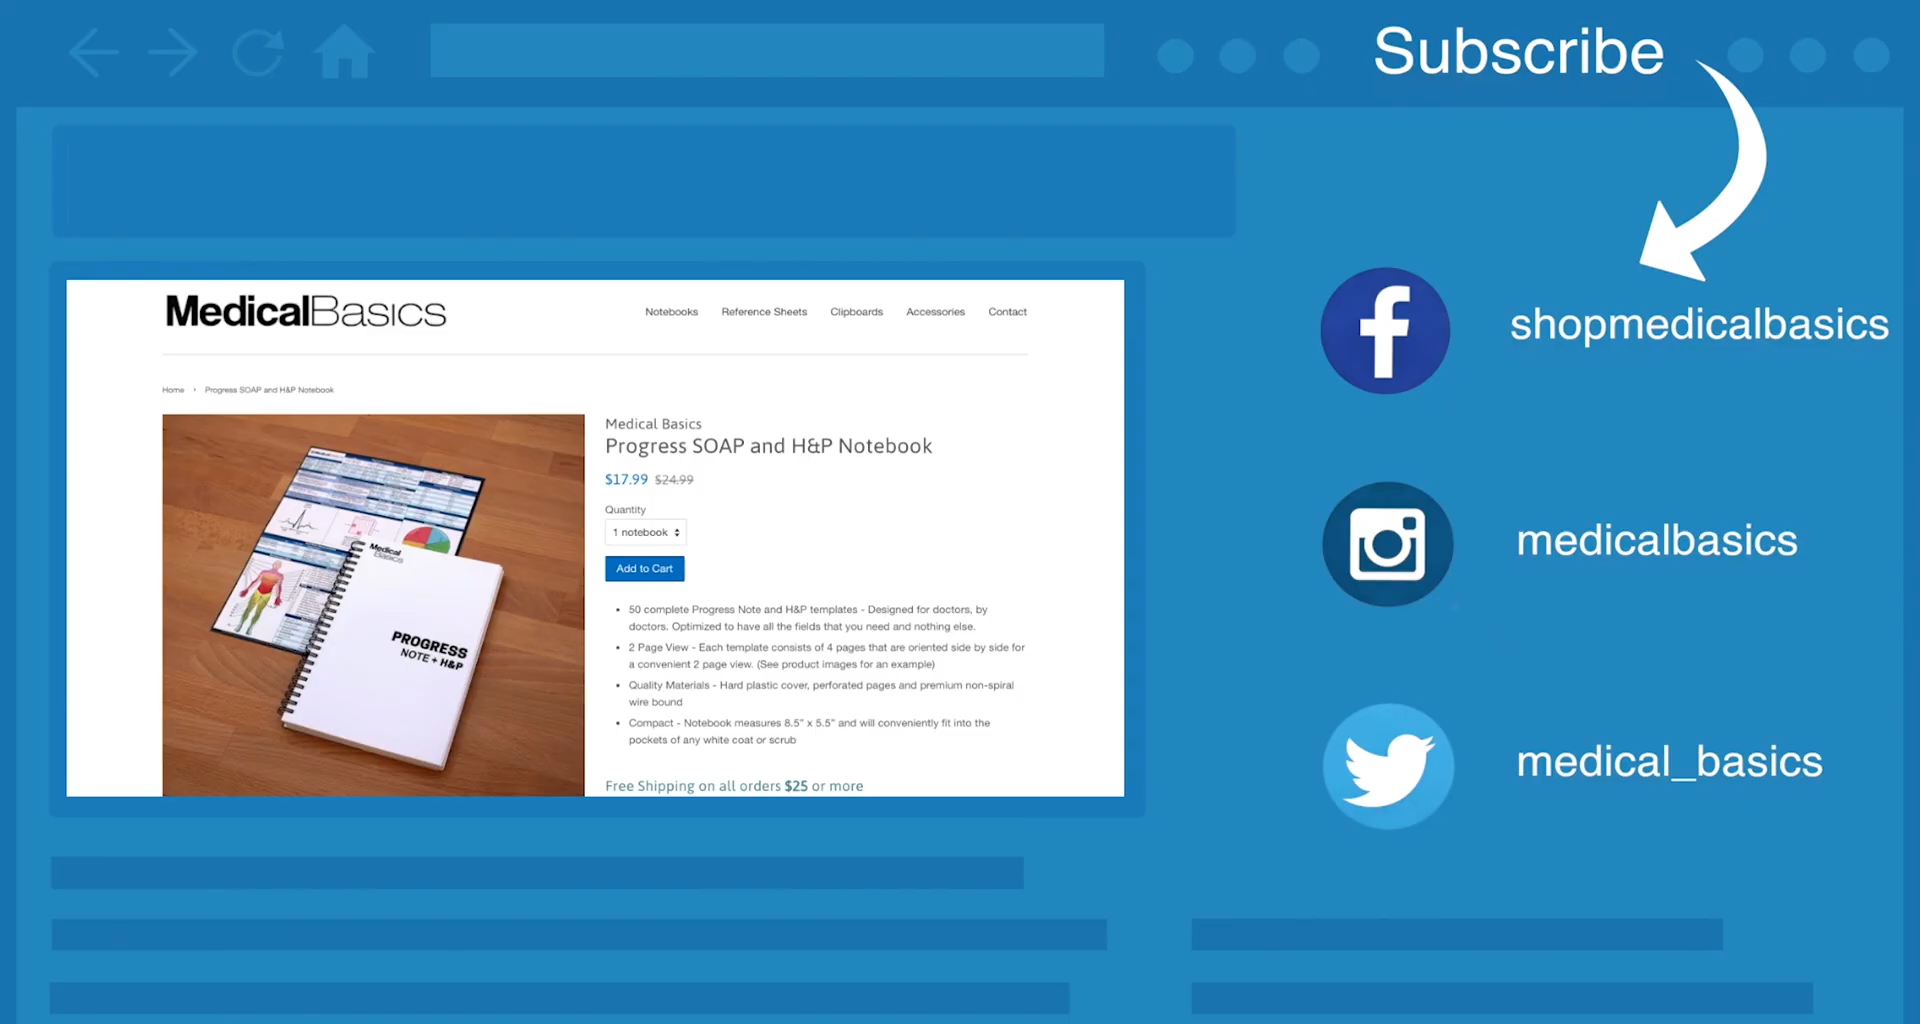 Subscribe
MedicalBasics
Notebooks Reference Sheets Clipboards Accessories Contact
Home › Progress SOAP and H&P Notebook
Medical
Basics
PROGRESS
NOTE + H&P
Medical Basics
Progress SOAP and H&P Notebook
$17.99 $24.99
Quantity
1 notebook
Add to Cart
• 50 complete Progress Note and H&P templates - Designed for doctors, by
doctors. Optimized to have all the fields that you need and nothing else.
• 2 Page View - Each template consists of 4 pages that are oriented side by side for
a convenient 2 page view. (See product images for an example)
• Quality Materials - Hard plastic cover, perforated pages and premium non-spiral
wire bound
• Compact - Notebook measures 8.5" x 5.5" and will conveniently fit into the
pockets of any white coat or scrub
Free Shipping on all orders $25 or more
shopmedicalbasics
medicalbasics
medical_basics